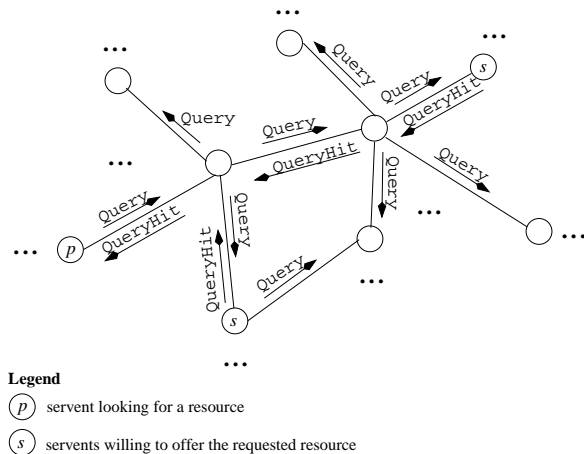 ...
...
...
s
Query
Query
QueryHit
Query
Query
QueryHit
...
Query
Query
Query
QueryHit
Query
...
...
p
...
Query
QueryHit
Query
...
s
...
Legend
p servent looking for a resource
s servents willing to offer the requested resource